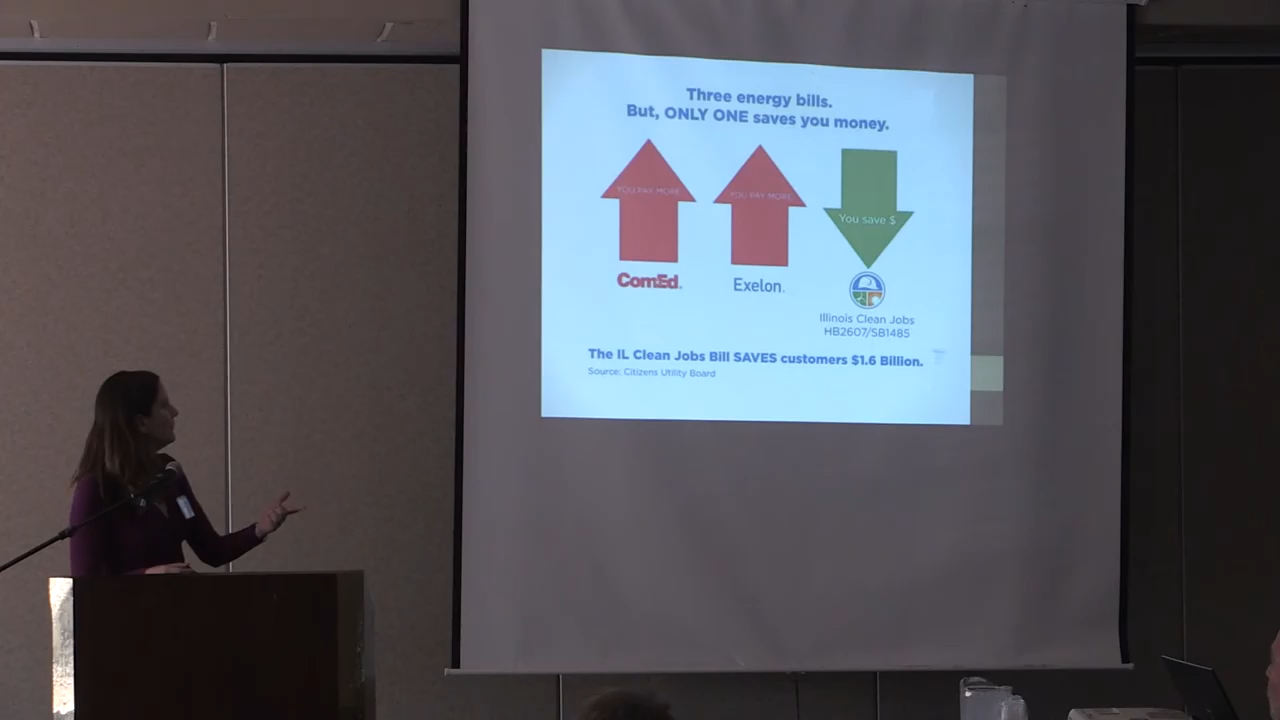 Three energy bills.
But, ONLY ONE saves you money.
YOU PAY MORE
YOU PAY MORE
You save $
ComEd.
Exelon.
Illinois Clean Jobs
HB2607/SB1485
The IL Clean Jobs Bill SAVES customers $1.6 Billion.
Source: Citizens Utility Board